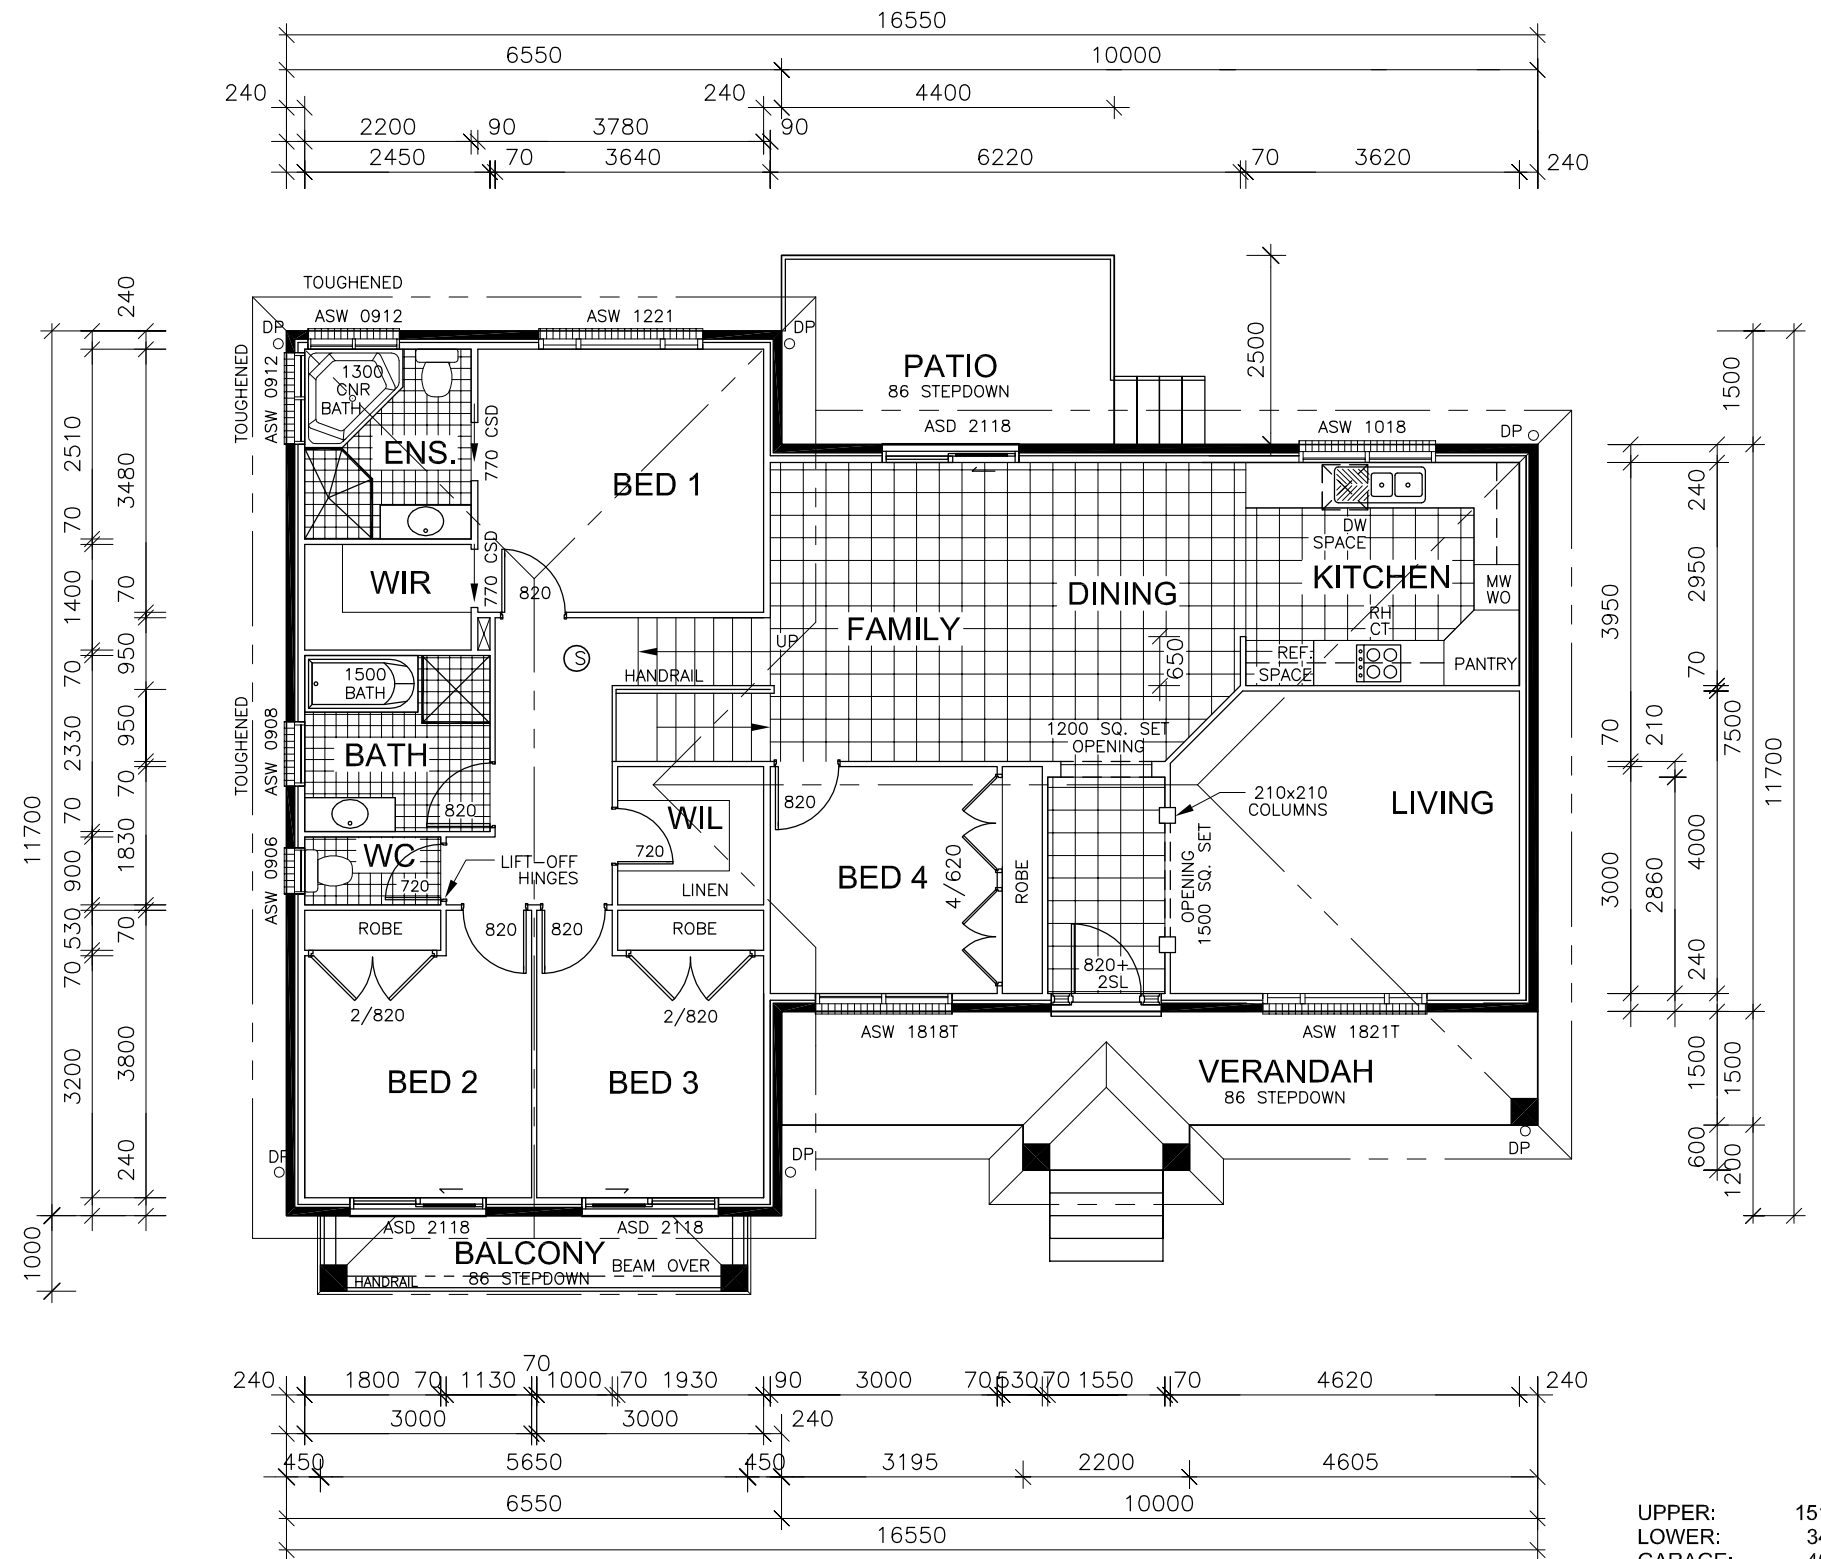 16550
6550 10000
240 240 4400
2200 90 3780 90
2450 70 3640 6220 70 3620 240
TOUGHENED
ASW 0912 ASW 1221
DP DP
PATIO
86 STEPDOWN
ASD 2118
ASW 1018
DP
2500
TOUGHENED
ASW 0912
1300
CNR
BATH
ENS.
770 CSD
BED 1
WIR
770 CSD
820
DW
SPACE
KITCHEN
MW
WO
RH
CT
DINING
FAMILY
UP
650
REF.
SPACE
PANTRY
S
HANDRAIL
1500
BATH
TOUGHENED
ASW 0908
BATH
820
1200 SQ. SET
OPENING
210x210
COLUMNS
LIVING
WIL
820
720
LINEN
BED 4
4/620
ROBE
OPENING
1500 SQ. SET
WC
720
ASW 0906
LIFT-OFF
HINGES
ROBE
820 820
ROBE
2/820
2/820
820+
2SL
ASW 1818T
ASW 1821T
BED 2
BED 3
VERANDAH
86 STEPDOWN
DP
DP
DP
ASD 2118 ASD 2118
BALCONY
86 STEPDOWN
BEAM OVER
HANDRAIL
11700
1000
2510
70
1400
70
2330
70
900
530
70
3200
240
3480
70
950
950
70
1830
70
3800
240
3950
70
3000
210
2860
240
2950
70
4000
240
1500
600
1500
7500
1500
1200
11700
70
240 1800 70 1130 1000 70 1930 90 3000 70 530 70 1550 70 4620 240
3000 3000 240
450 5650 450 3195 2200 4605
6550 10000
16550
UPPER:
LOWER: